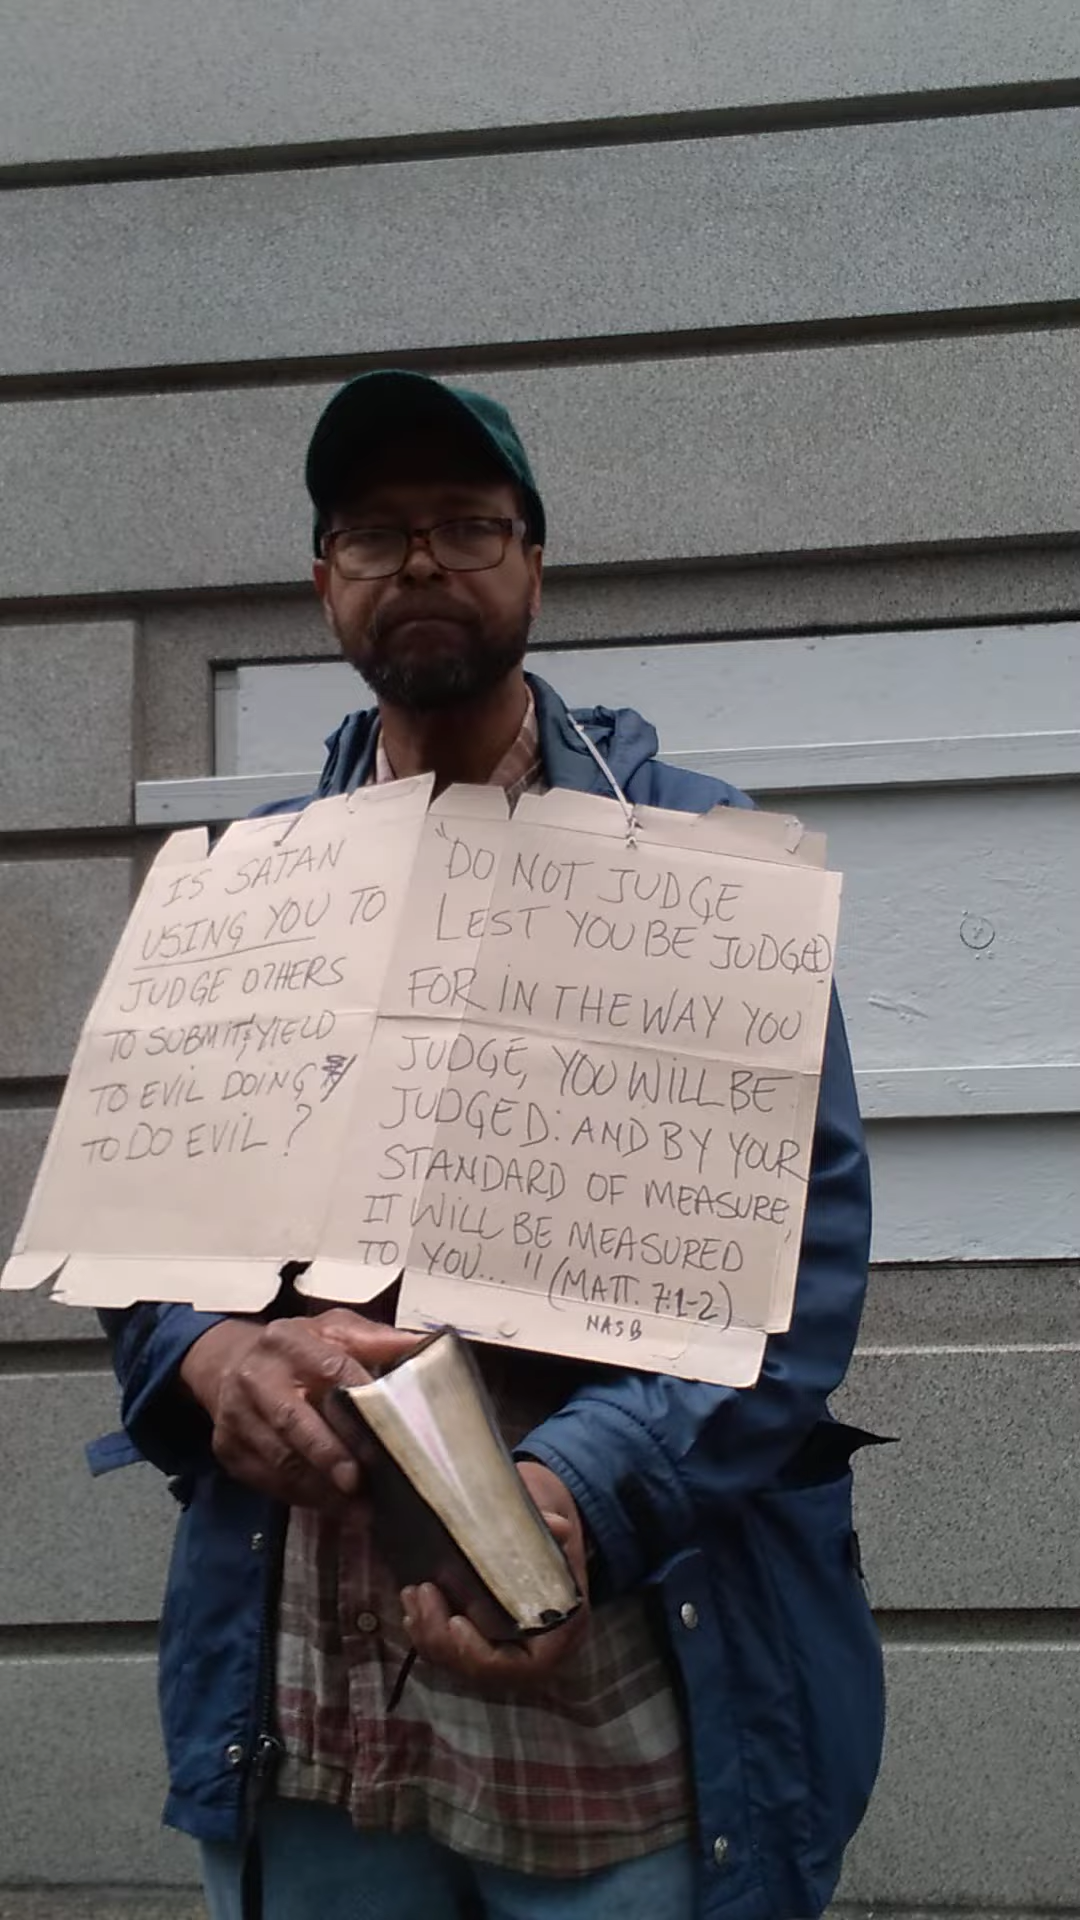 IS SATAN
USING YOU TO
JUDGE OTHERS
TO SUBMIT & YIELD
TO EVIL DOING
TO DO EVIL?
"DO NOT JUDGE
LEST YOU BE JUDGED
FOR IN THE WAY YOU
JUDGE, YOU WILL BE
JUDGED: AND BY YOUR
STANDARD OF MEASURE,
IT WILL BE MEASURED
TO YOU..." (MATT. 7:1-2)
NASB